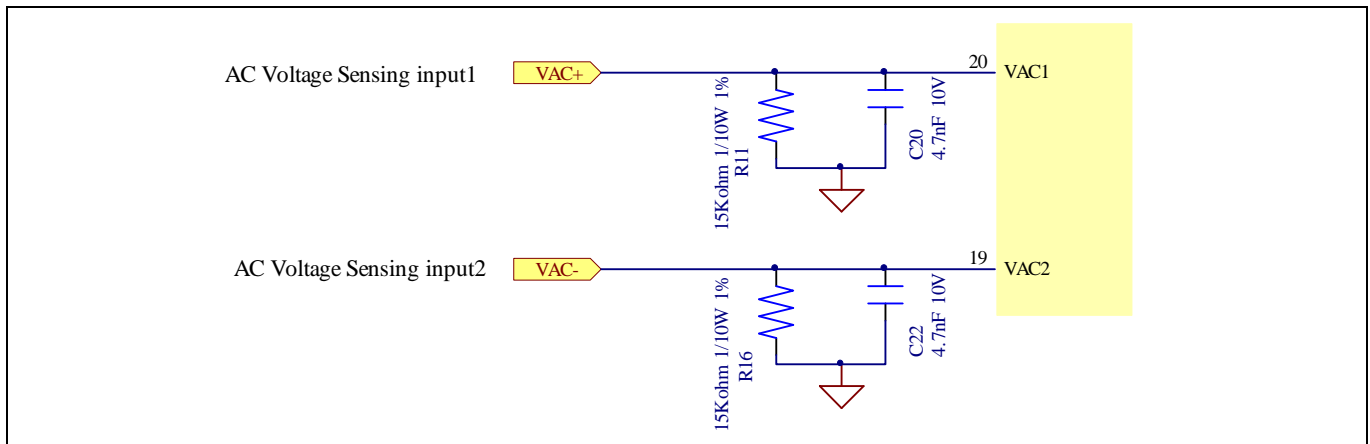 AC Voltage Sensing input1
VAC+
20
VAC1
15Kohm 1/10W 1%
R11
C20
4.7nF 10V
AC Voltage Sensing input2
VAC-
19
VAC2
15Kohm 1/10W 1%
R16
C22
4.7nF 10V